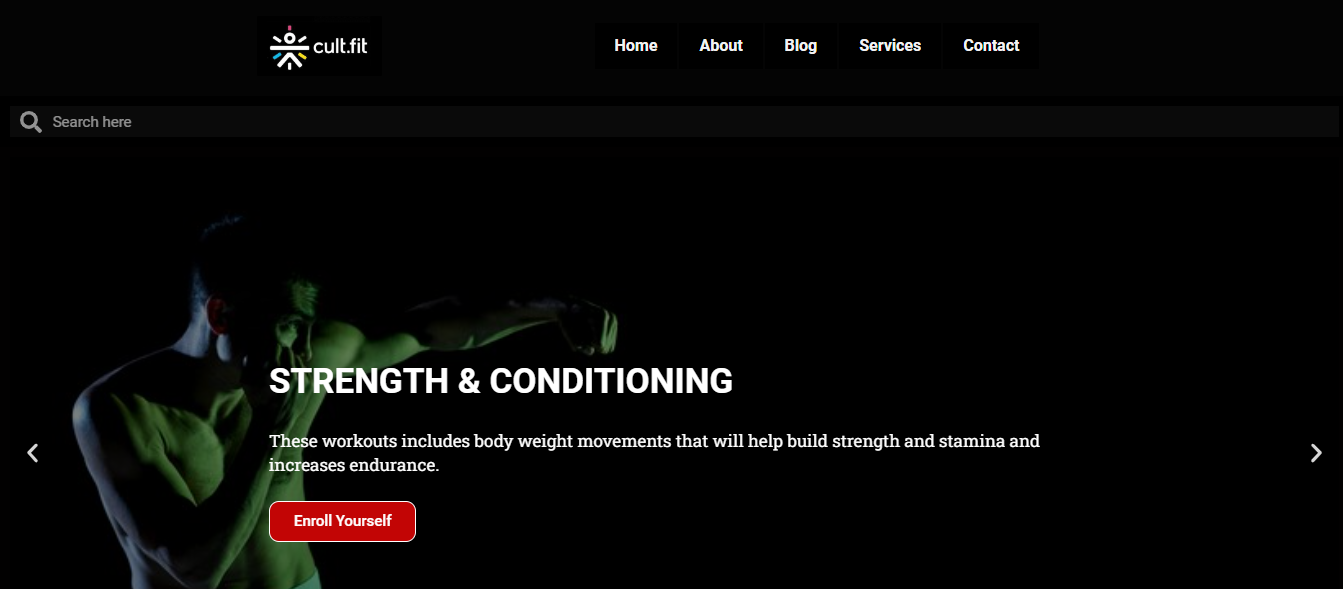 cult.fit
Home About Blog Services Contact
Search here
STRENGTH & CONDITIONING
These workouts includes body weight movements that will help build strength and stamina and
increases endurance.
Enroll Yourself